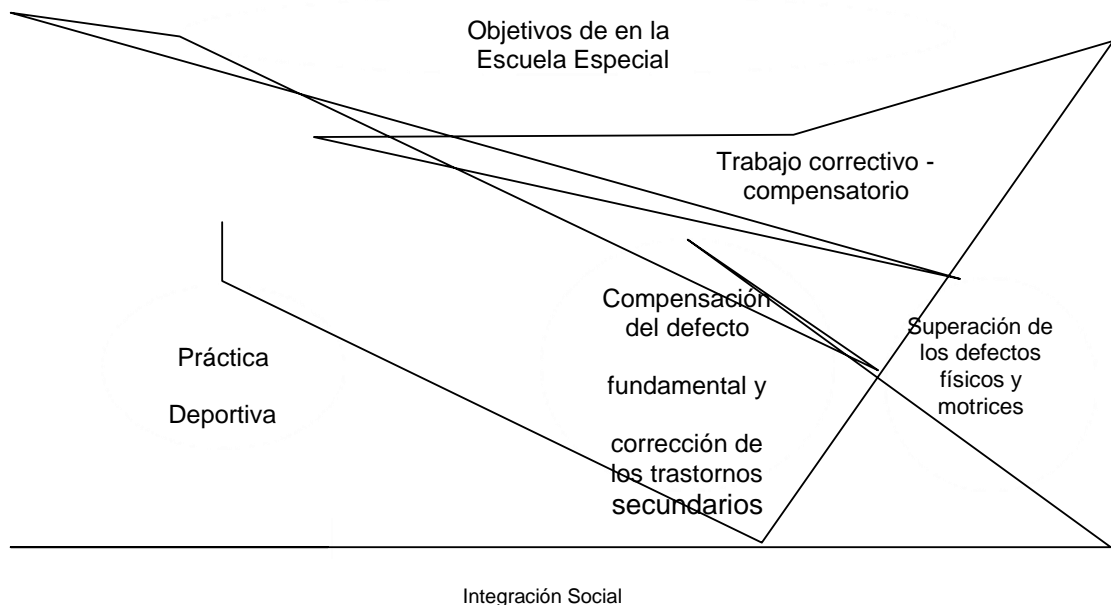 Objetivos de en la
Escuela Especial
Trabajo correctivo -
compensatorio
Práctica
Deportiva
Compensación
del defecto
fundamental y
corrección de
los trastornos
secundarios
Superación de
los defectos
físicos y
motrices
Integración Social